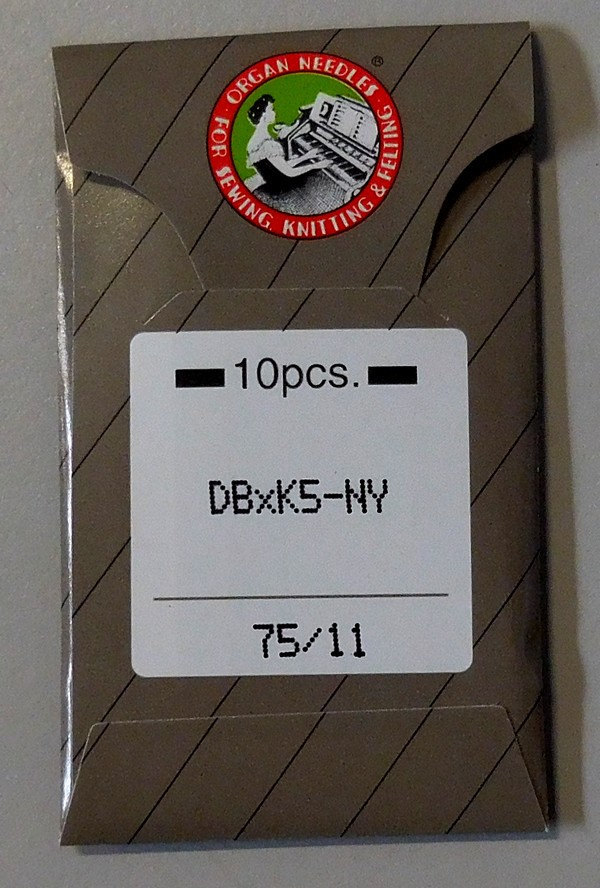 ORGAN NEEDLES
FOR SEWING, KNITTING & FELTING
®
10pcs.
DBxK5-NY
75/11